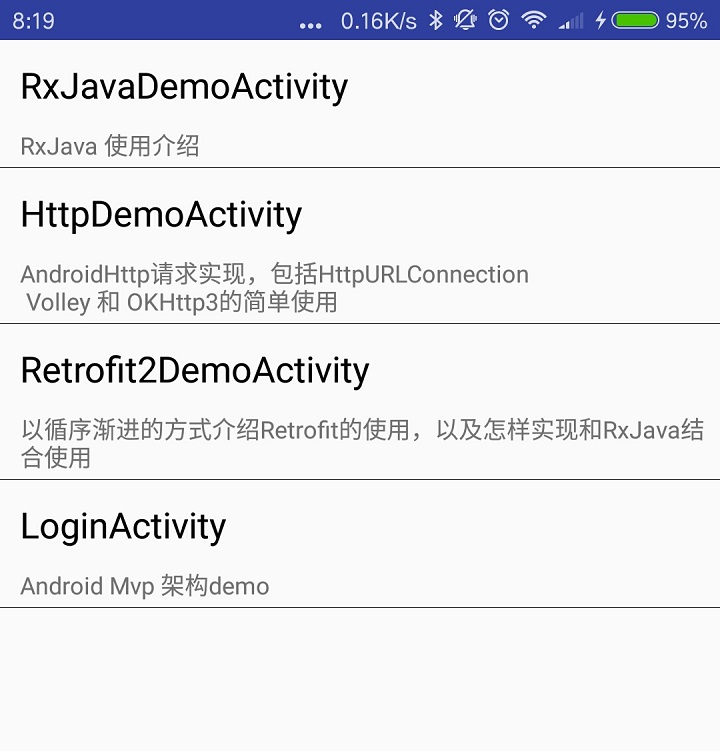 8:19 ... 0.16K/s 95%
RxJavaDemoActivity
RxJava 使用介绍
HttpDemoActivity
AndroidHttp请求实现，包括HttpURLConnection
Volley 和 OKHttp3的简单使用
Retrofit2DemoActivity
以循序渐进的方式介绍Retrofit的使用，以及怎样实现和RxJava结
合使用
LoginActivity
Android Mvp 架构demo